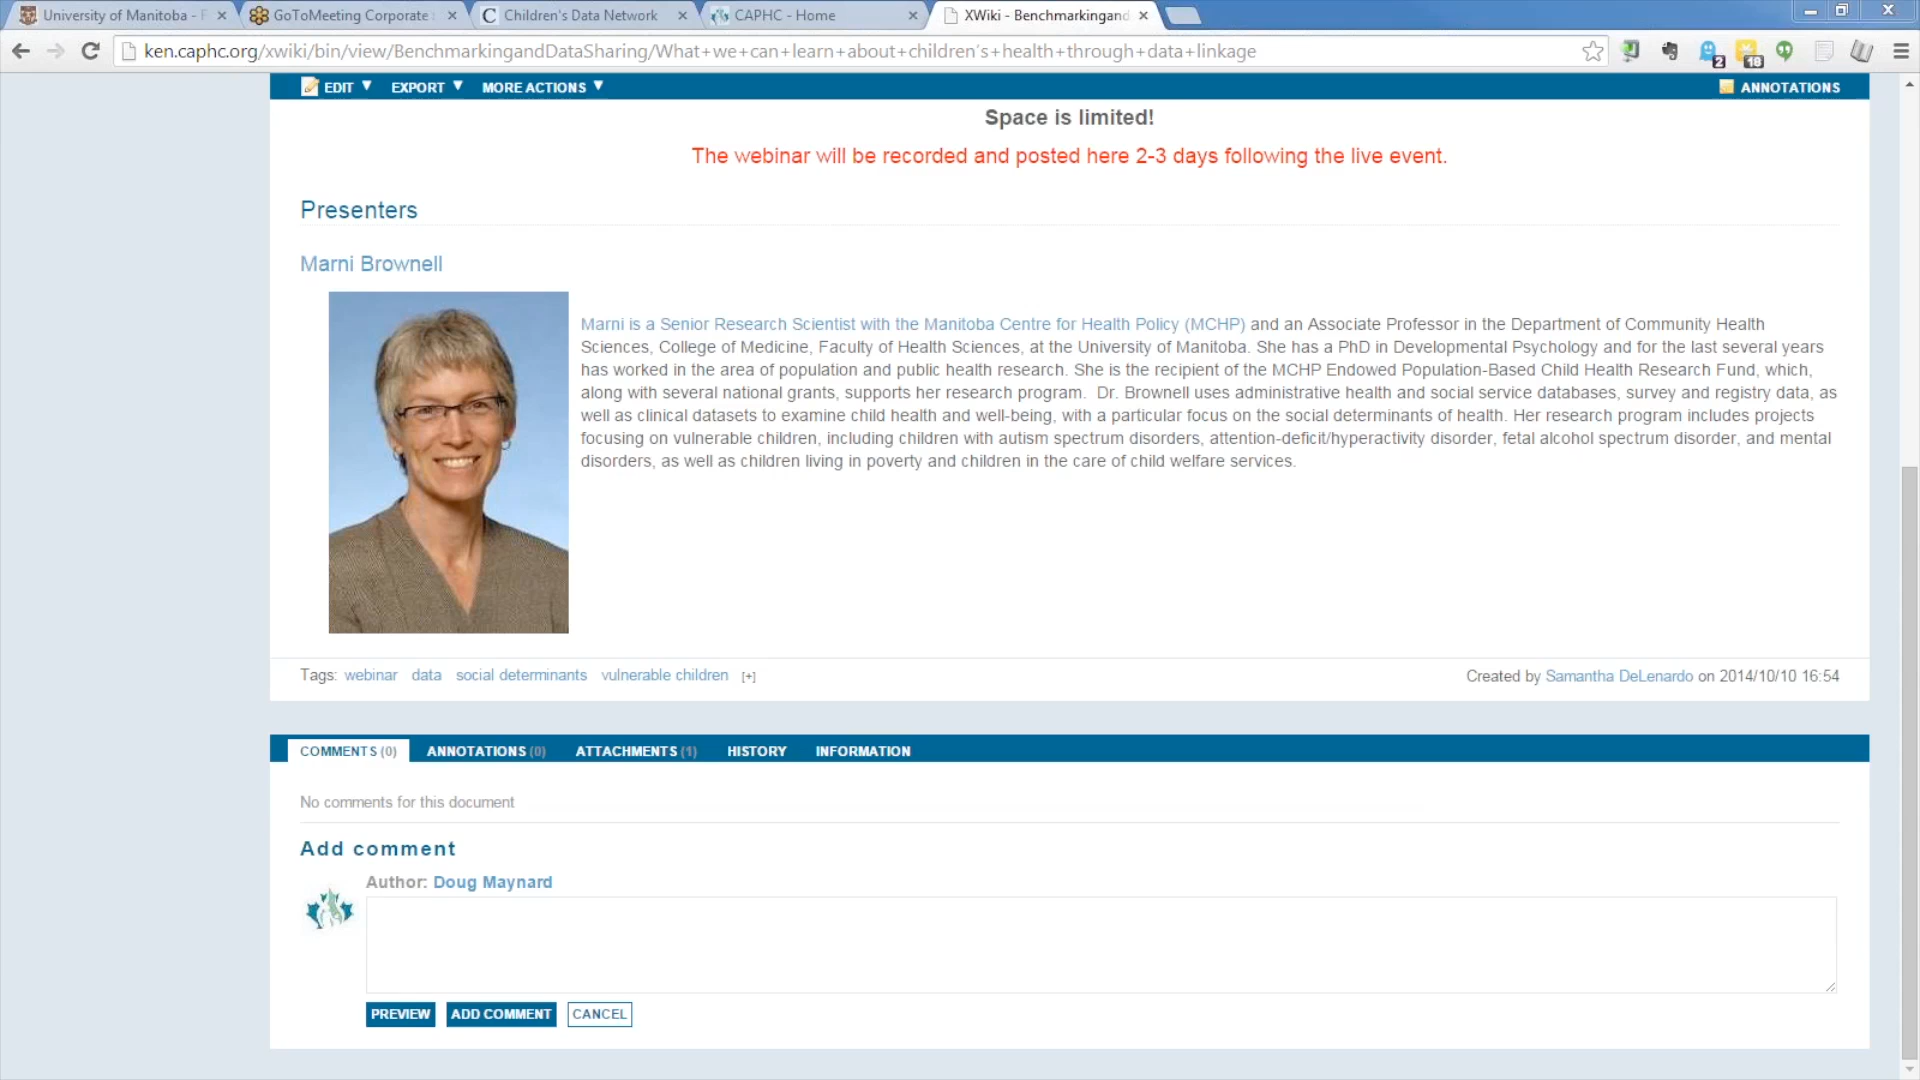 University of Manitoba - F
GoToMeeting Corporate
Children's Data Network
CAPHC - Home
XWiki - Benchmarkingand
ken.caphc.org/xwiki/bin/view/BenchmarkingandDataSharing/What+we+can+learn+about+children's+health+through+data+linkage
2
18
EDIT EXPORT MORE ACTIONS ANNOTATIONS
Space is limited!
The webinar will be recorded and posted here 2-3 days following the live event.
Presenters
Marni Brownell
Marni is a Senior Research Scientist with the Manitoba Centre for Health Policy (MCHP) and an Associate Professor in the Department of Community Health
Sciences, College of Medicine, Faculty of Health Sciences, at the University of Manitoba. She has a PhD in Developmental Psychology and for the last several years
has worked in the area of population and public health research. She is the recipient of the MCHP Endowed Population-Based Child Health Research Fund, which,
along with several national grants, supports her research program. Dr. Brownell uses administrative health and social service databases, survey and registry data, as
well as clinical datasets to examine child health and well-being, with a particular focus on the social determinants of health. Her research program includes projects
focusing on vulnerable children, including children with autism spectrum disorders, attention-deficit/hyperactivity disorder, fetal alcohol spectrum disorder, and mental
disorders, as well as children living in poverty and children in the care of child welfare services.
Tags: webinar data social determinants vulnerable children [+]
Created by Samantha DeLenardo on 2014/10/10 16:54
COMMENTS (0) ANNOTATIONS (0) ATTACHMENTS (1) HISTORY INFORMATION
No comments for this document
Add comment
Author: Doug Maynard
PREVIEW ADD COMMENT CANCEL